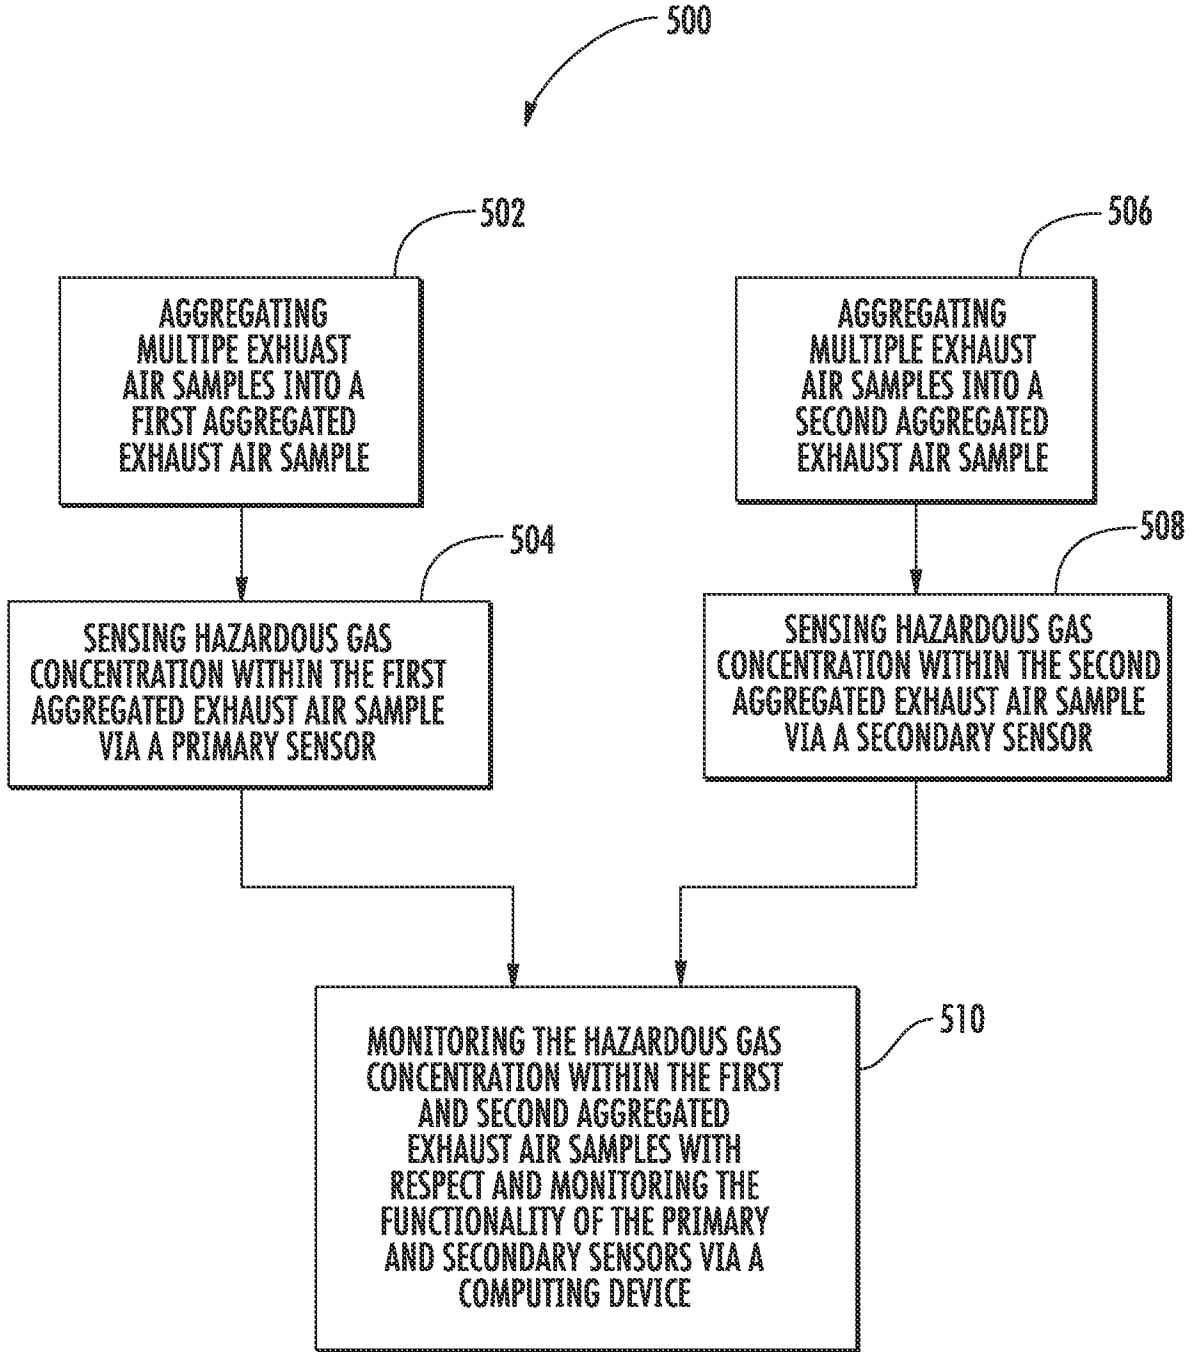 500
502
AGGREGATING
MULTIPE EXHUAST
AIR SAMPLES INTO A
FIRST AGGREGATED
EXHAUST AIR SAMPLE
506
AGGREGATING
MULTIPLE EXHAUST
AIR SAMPLES INTO A
SECOND AGGREGATED
EXHAUST AIR SAMPLE
504
SENSING HAZARDOUS GAS
CONCENTRATION WITHIN THE FIRST
AGGREGATED EXHAUST AIR SAMPLE
VIA A PRIMARY SENSOR
508
SENSING HAZARDOUS GAS
CONCENTRATION WITHIN THE SECOND
AGGREGATED EXHAUST AIR SAMPLE
VIA A SECONDARY SENSOR
510
MONITORING THE HAZARDOUS GAS
CONCENTRATION WITHIN THE FIRST
AND SECOND AGGREGATED
EXHAUST AIR SAMPLES WITH
RESPECT AND MONITORING THE
FUNCTIONALITY OF THE PRIMARY
AND SECONDARY SENSORS VIA A
COMPUTING DEVICE